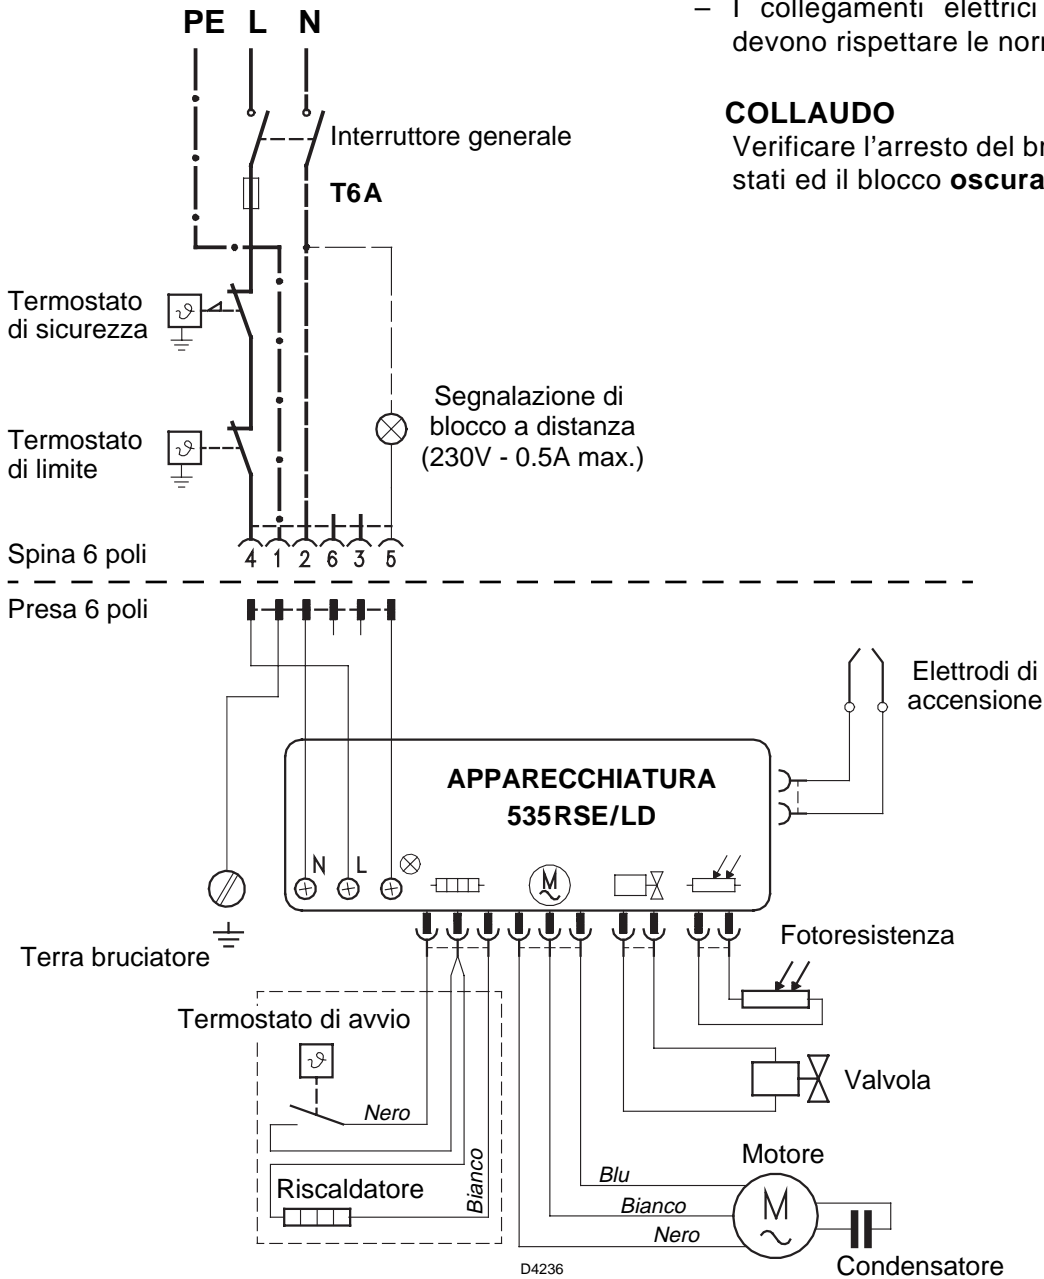 PE L N
– I collegamenti elettrici
devono rispettare le
COLLAUDO
Verificare l’arresto del
stati ed il blocco
Interruttore generale
T6A
Termostato
di sicurezza
ϑ
Termostato
di limite
ϑ
Segnalazione di
blocco a distanza
(230V - 0.5A max.)
4 1 2 6 3 5
Spina 6 poli
Presa 6 poli
Elettrodi di
accensione
APPARECCHIATURA
535RSE/LD
N L
M
Terra bruciatore
Fotoresistenza
Termostato di avvio
ϑ
Nero
Bianco
Riscaldatore
Valvola
Motore
M
Blu
Bianco
Nero
Condensatore
D4236